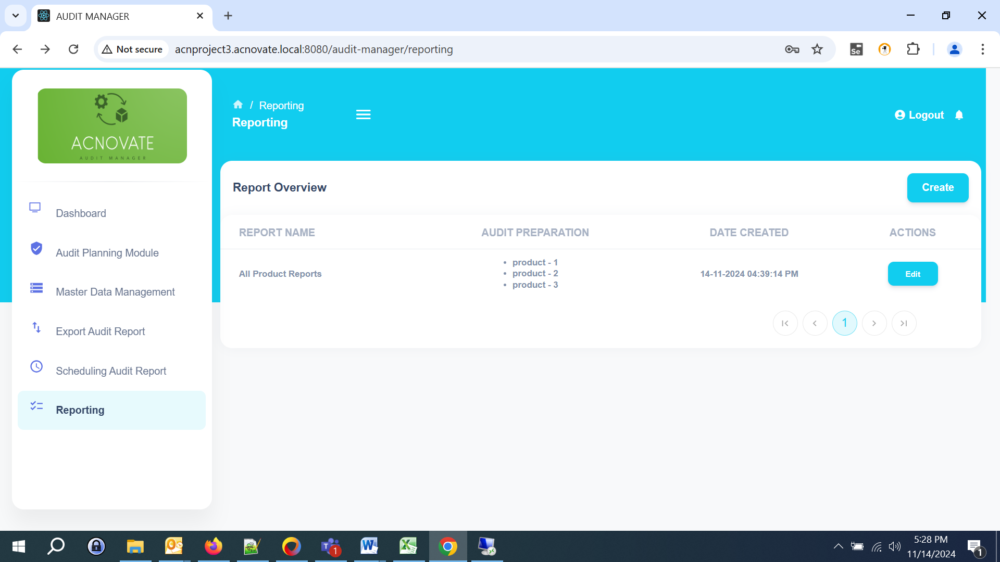 AUDIT MANAGER
Not secure
acnproject3.acnovate.local:8080/audit-manager/reporting
Se
ACNOVATE
AUDIT MANAGER
/ Reporting
Reporting
Logout
Dashboard
Audit Planning Module
Master Data Management
Export Audit Report
Scheduling Audit Report
Reporting
Report Overview
Create
REPORT NAME AUDIT PREPARATION DATE CREATED ACTIONS
All Product Reports
• product - 1
• product - 2
• product - 3
14-11-2024 04:39:14 PM
Edit
1
1
5:28 PM
11/14/2024
1